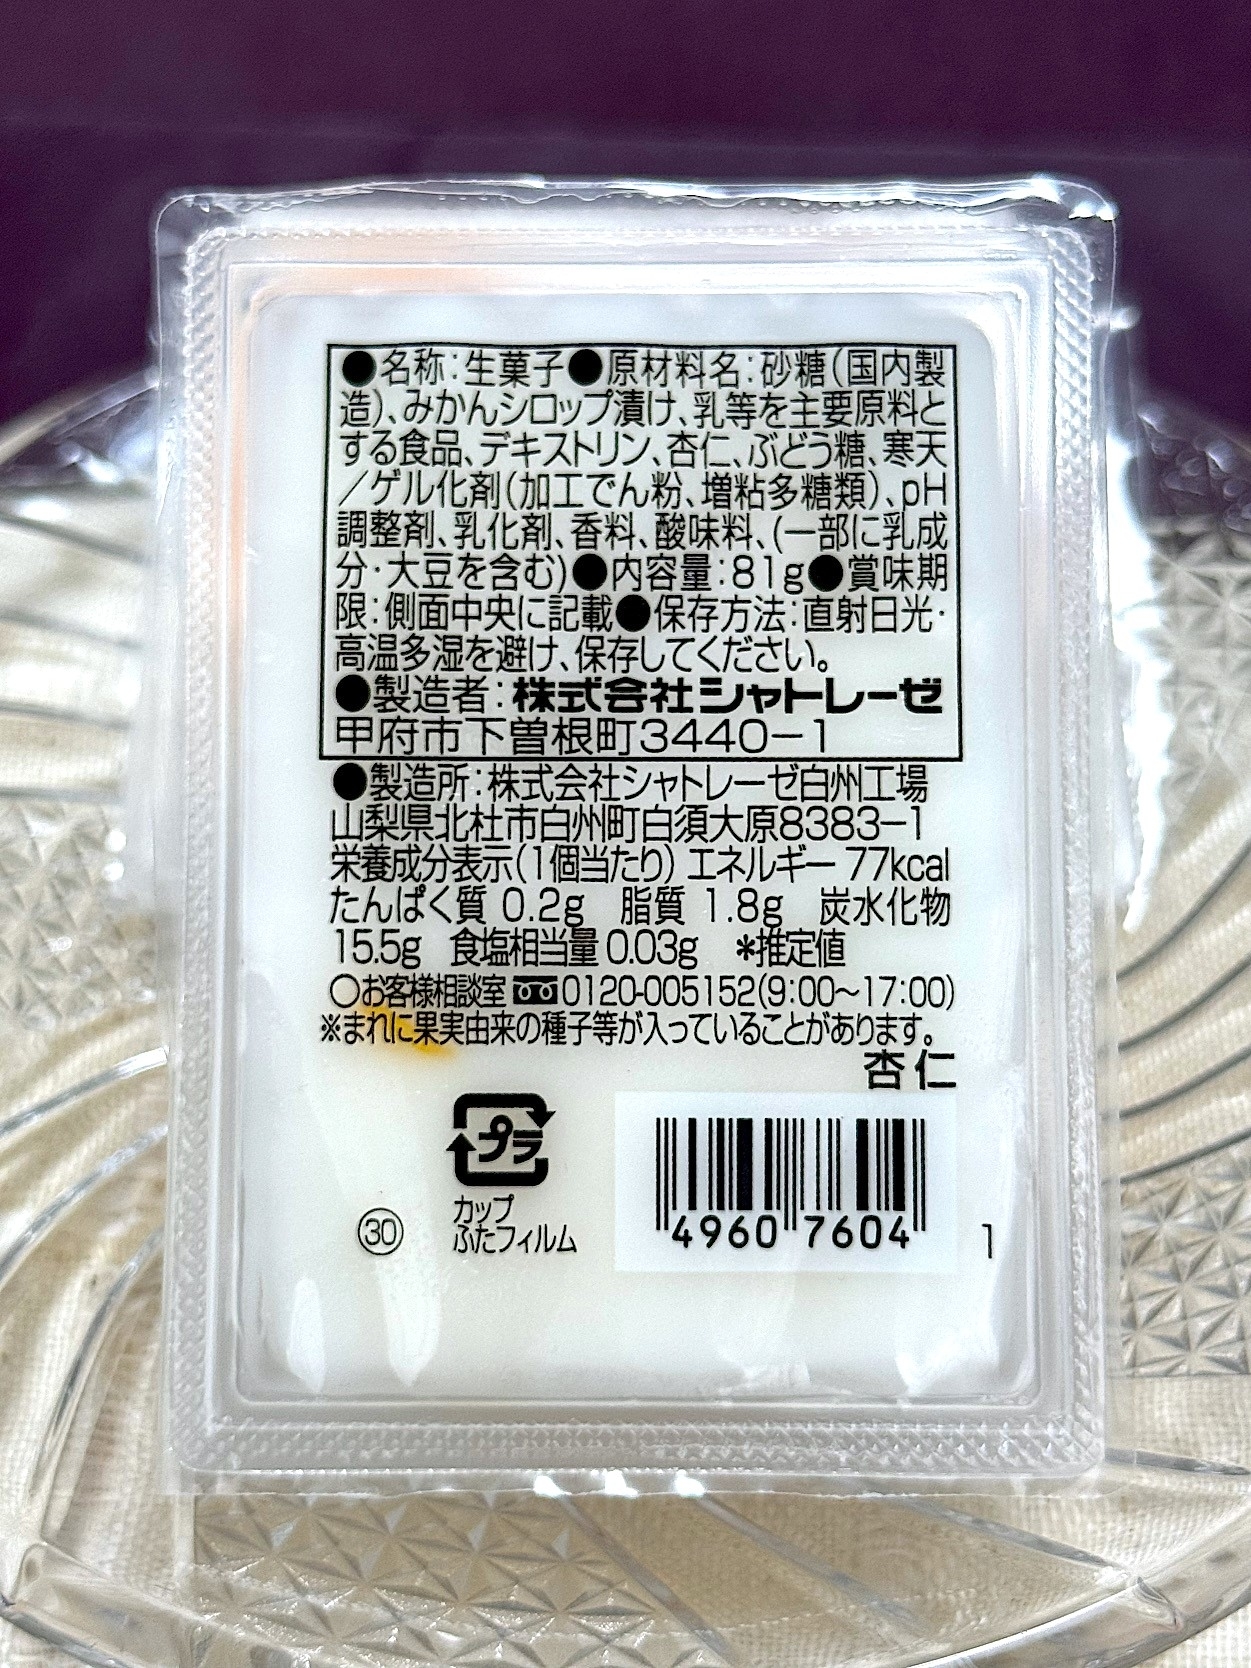 ●名称:生菓子●原材料名:砂糖(国内製
造)、みかんシロップ漬け、乳等を主要原料と
する食品、デキストリン、杏仁、ぶどう糖、寒天
/ゲル化剤(加工でん粉、増粘多糖類)、pH
調整剤、乳化剤、香料、酸味料、(一部に乳成
分・大豆を含む)●内容量:81g●賞味期
限:側面中央に記載●保存方法:直射日光・
高温多湿を避け、保存してください。
●製造者:株式会社シャトレーゼ
甲府市下曽根町3440-1
●製造所:株式会社シャトレーゼ白州工場
山梨県北杜市白州町白須大原8383-1
栄養成分表示(1個当たり) エネルギー 77kcal
たんぱく質 0.2g 脂質 1.8g 炭水化物
15.5g 食塩相当量 0.03g *推定値
○お客様相談室 0120-005152(9:00~17:00)
※まれに果実由来の種子等が入っていることがあります。
杏仁
プラ
カップ
ふたフィルム
30
4960 7604
1